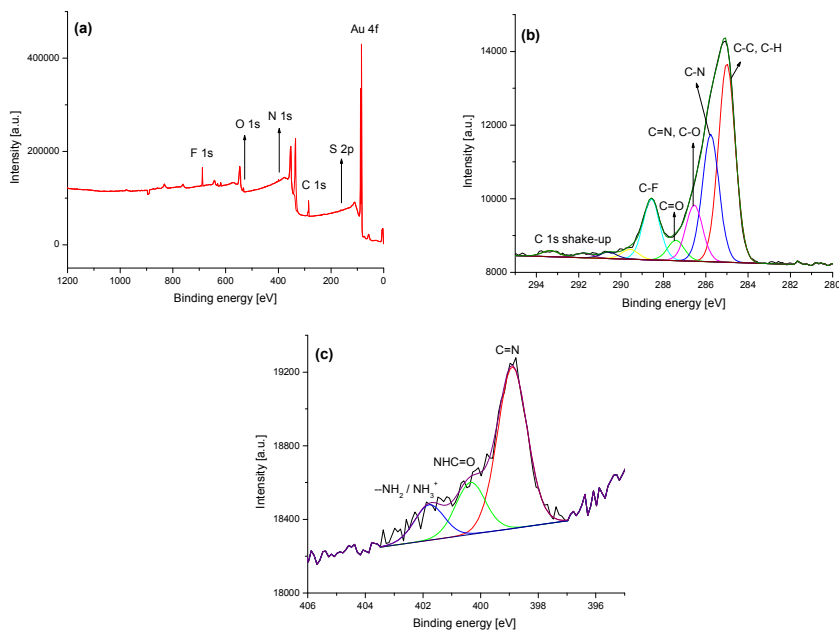 (a)
Au 4f
400000
Intensity [a.u.]
200000
0
F 1s
O 1s
N 1s
C 1s
S 2p
1200
1000
800
600
400
200
0
Binding energy [eV]
(b)
14000
12000
10000
8000
Intensity [a.u.]
C-C, C-H
C-N
C=N, C-O
C-F
C=O
C 1s shake-up
294
292
290
288
286
284
282
280
Binding energy [eV]
(c)
C=N
19200
18600
18400
18000
Intensity [a.u.]
NHC=O
--NH₂ / NH₃⁺
406
404
402
400
398
396
Binding energy [eV]